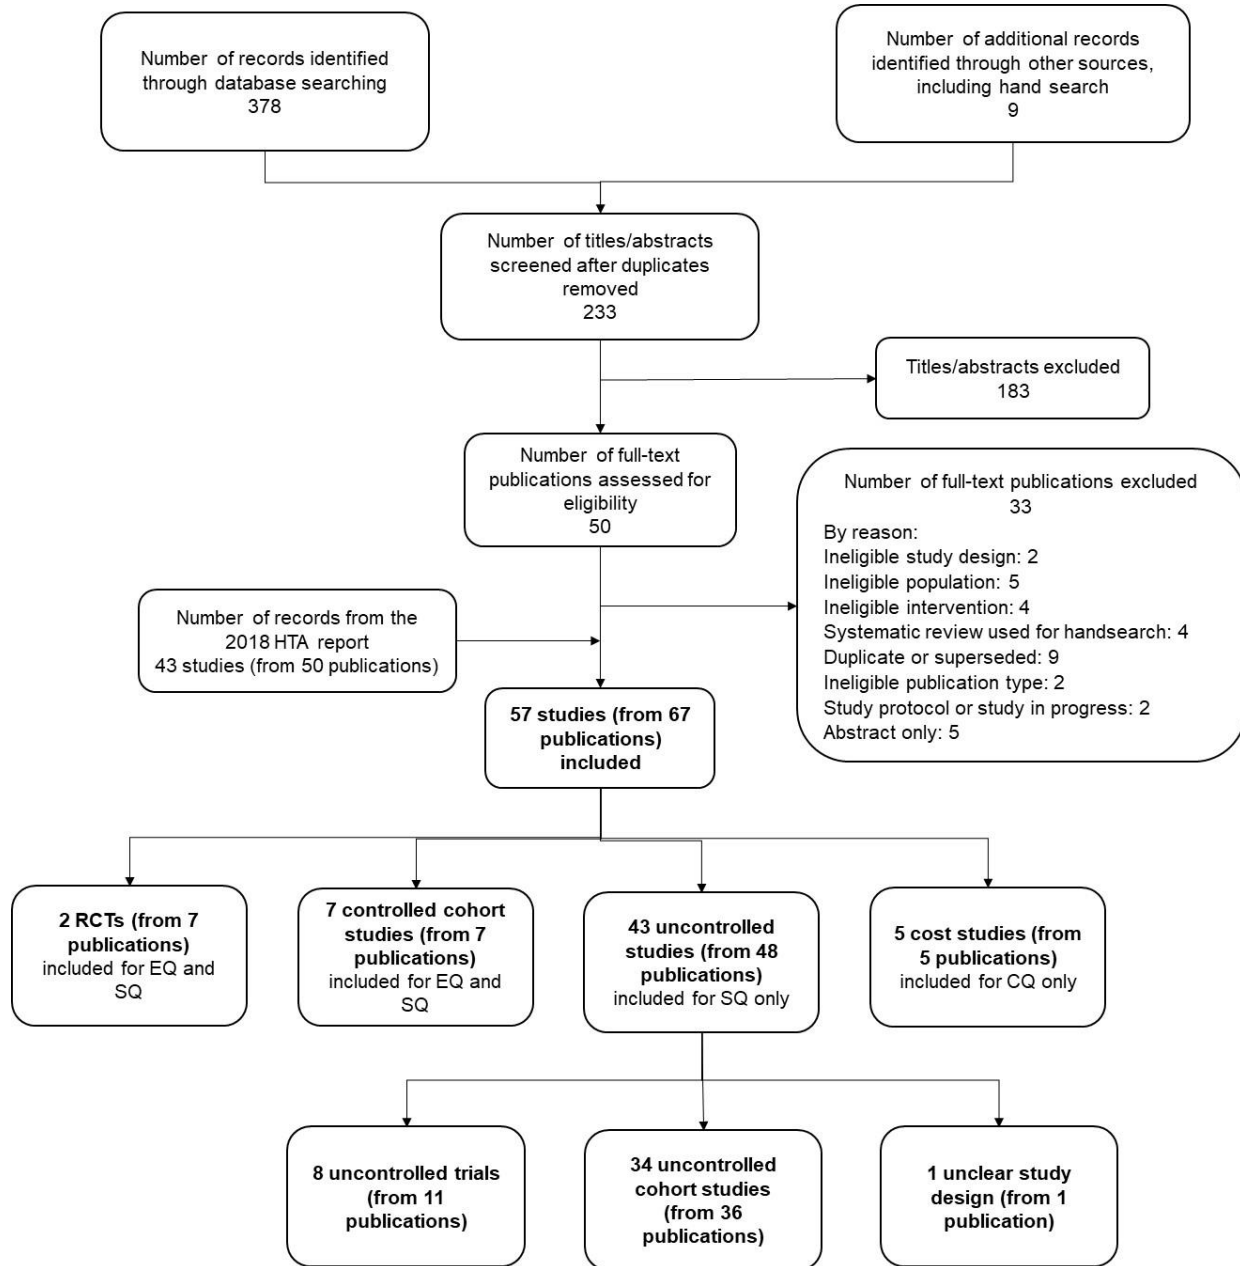 Number of records identified
through database searching
378
Number of additional records
identified through other sources,
including hand search
9
Number of titles/abstracts
screened after duplicates
removed
233
Titles/abstracts excluded
183
Number of full-text
publications assessed for
eligibility
50
Number of full-text publications excluded
33
By reason:
Ineligible study design: 2
Ineligible population: 5
Ineligible intervention: 4
Systematic review used for handsearch: 4
Duplicate or superseded: 9
Ineligible publication type: 2
Study protocol or study in progress: 2
Abstract only: 5
Number of records from the
2018 HTA report
43 studies (from 50 publications)
57 studies (from 67
publications)
included
2 RCTs (from 7
publications)
included for EQ and
SQ
7 controlled cohort
studies (from 7
publications)
included for EQ and
SQ
43 uncontrolled
studies (from 48
publications)
included for SQ only
5 cost studies (from
5 publications)
included for CQ only
8 uncontrolled trials
(from 11
publications)
34 uncontrolled
cohort studies
(from 36
publications)
1 unclear study
design (from 1
publication)